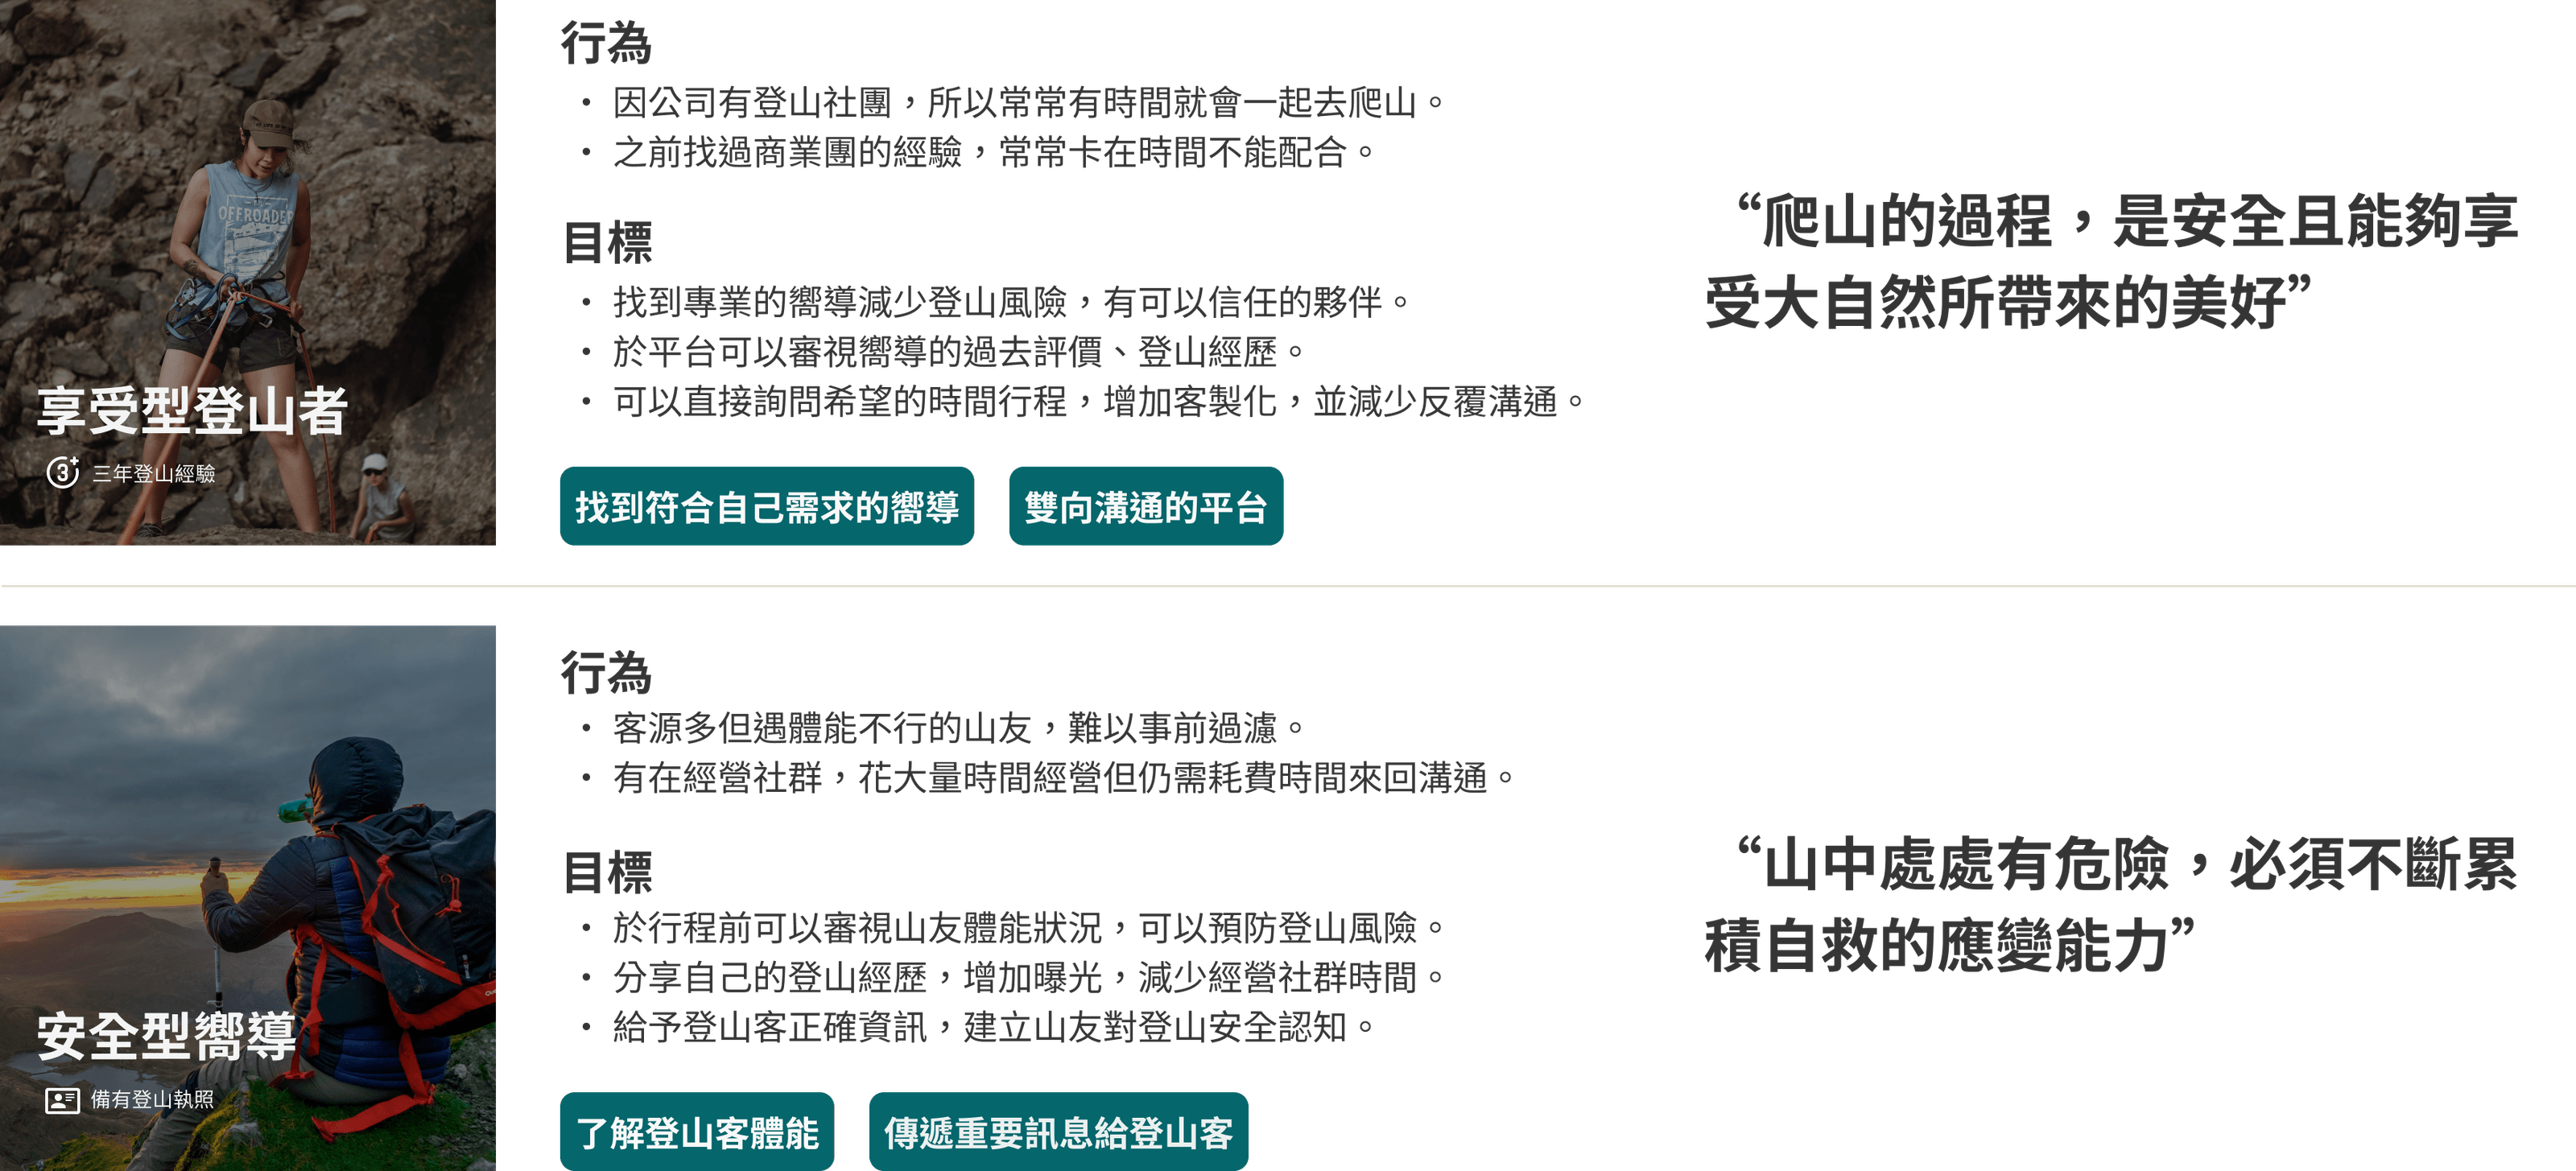 行為
• 因公司有登山社團，所以常常有時間就會一起去爬山。
• 之前找過商業團的經驗，常常卡在時間不能配合。
目標
• 找到專業的嚮導減少登山風險，有可以信任的夥伴。
• 於平台可以審視嚮導的過去評價、登山經歷。
• 可以直接詢問希望的時間行程，增加客製化，並減少反覆溝通。
找到符合自己需求的嚮導
雙向溝通的平台
“爬山的過程，是安全且能夠享
受大自然所帶來的美好”
OFFROADER
享受型登山者
3+ 三年登山經驗
行為
• 客源多但遇體能不行的山友，難以事前過濾。
• 有在經營社群，花大量時間經營但仍需耗費時間來回溝通。
目標
• 於行程前可以審視山友體能狀況，可以預防登山風險。
• 分享自己的登山經歷，增加曝光，減少經營社群時間。
• 給予登山客正確資訊，建立山友對登山安全認知。
了解登山客體能
傳遞重要訊息給登山客
“山中處處有危險，必須不斷累
積自救的應變能力”
安全型嚮導
備有登山執照